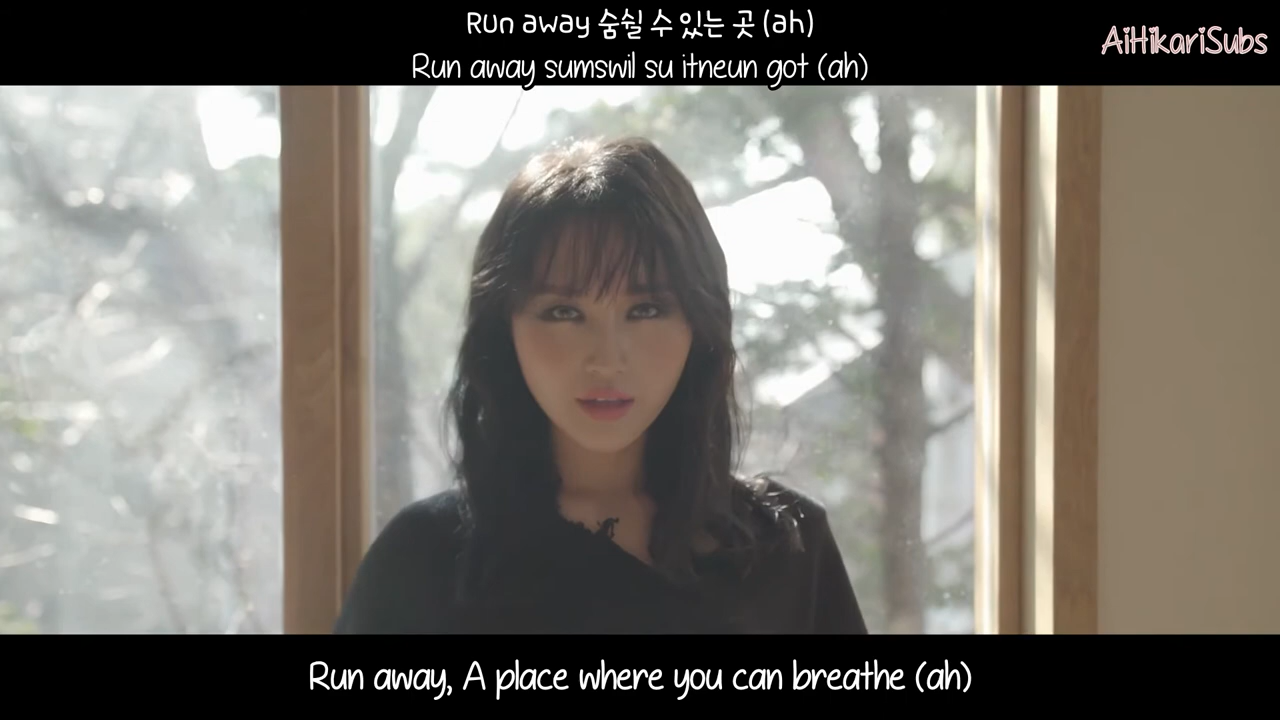 Run away 숨쉴 수 있는 곳 (ah)
AiHikariSubs
Run away sumswil su itneun got (ah)
Run away, A place where you can breathe (ah)